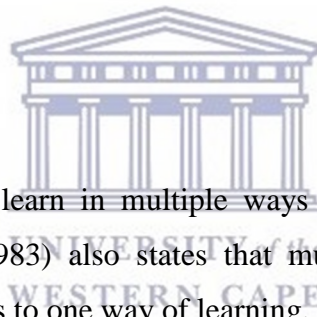 learn in multiple ways
983) also states that mu
s to one way of learning
UNIVERSITY of the
WESTERN CAPE